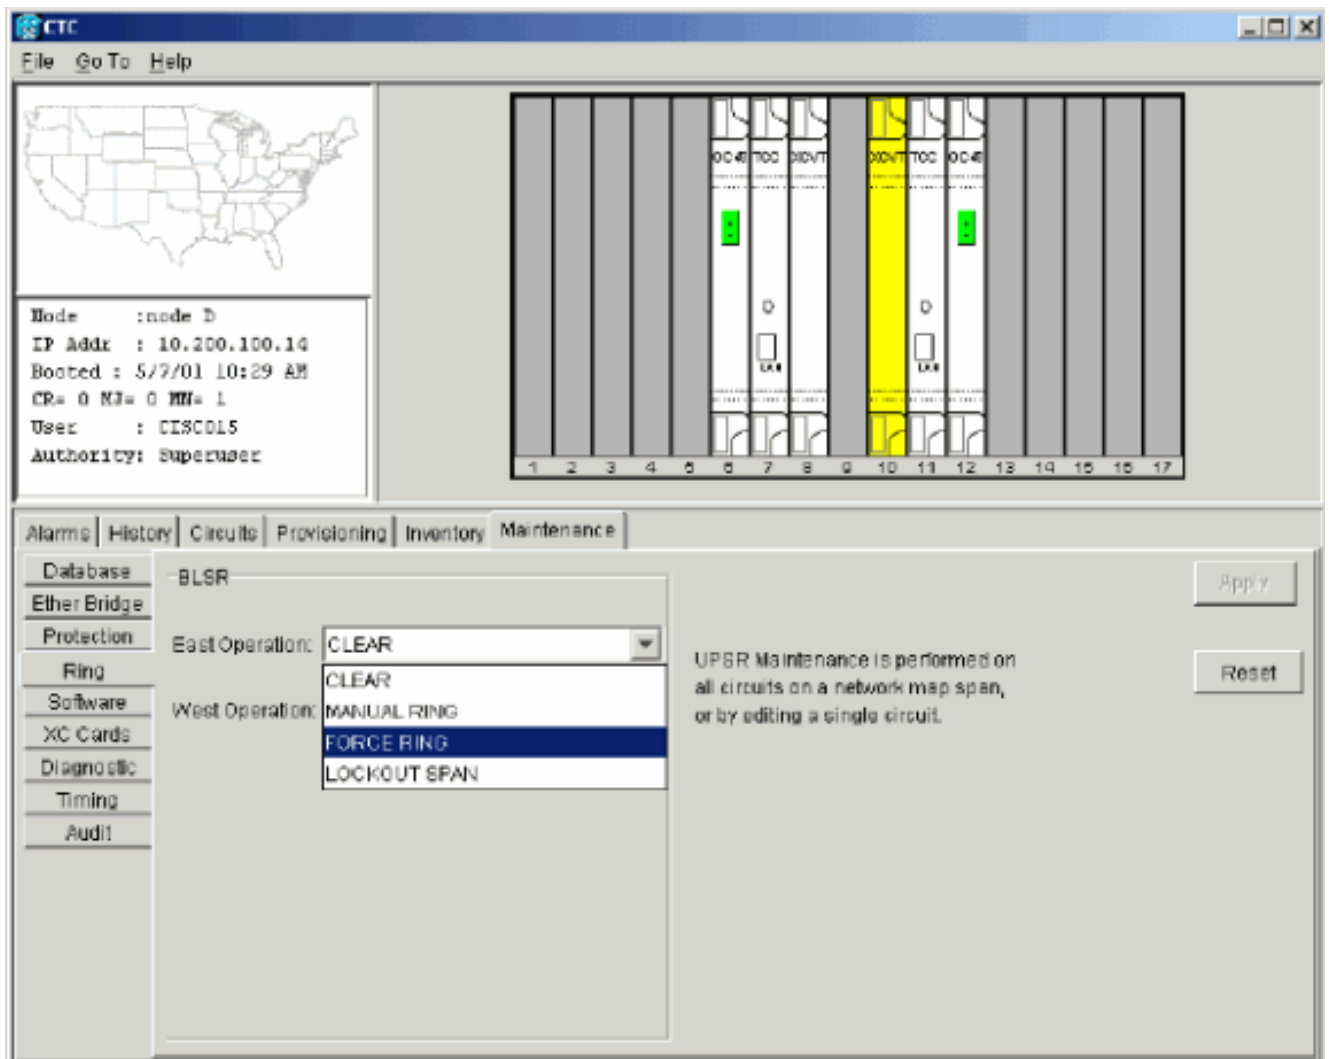 CTC
File Go To Help
OC48 TCC XCVT XCVT TCC OC48
D D
LAN LAN
1 2 3 4 5 6 7 8 9 10 11 12 13 14 15 16 17
Node :node D
IP Addr : 10.200.100.14
Booted : 5/7/01 10:29 AM
CR= 0 MJ= 0 MN= 1
User : CISCO15
Authority: Superuser
Alarms History Circuits Provisioning Inventory Maintenance
Database
Ether Bridge
Protection
Ring
Software
XC Cards
Diagnostic
Timing
Audit
BLSR
East Operation: CLEAR
CLEAR
West Operation: MANUAL RING
FORCE RING
LOCKOUT SPAN
UPSR Maintenance is performed on
all circuits on a network map span,
or by editing a single circuit.
Apply
Reset